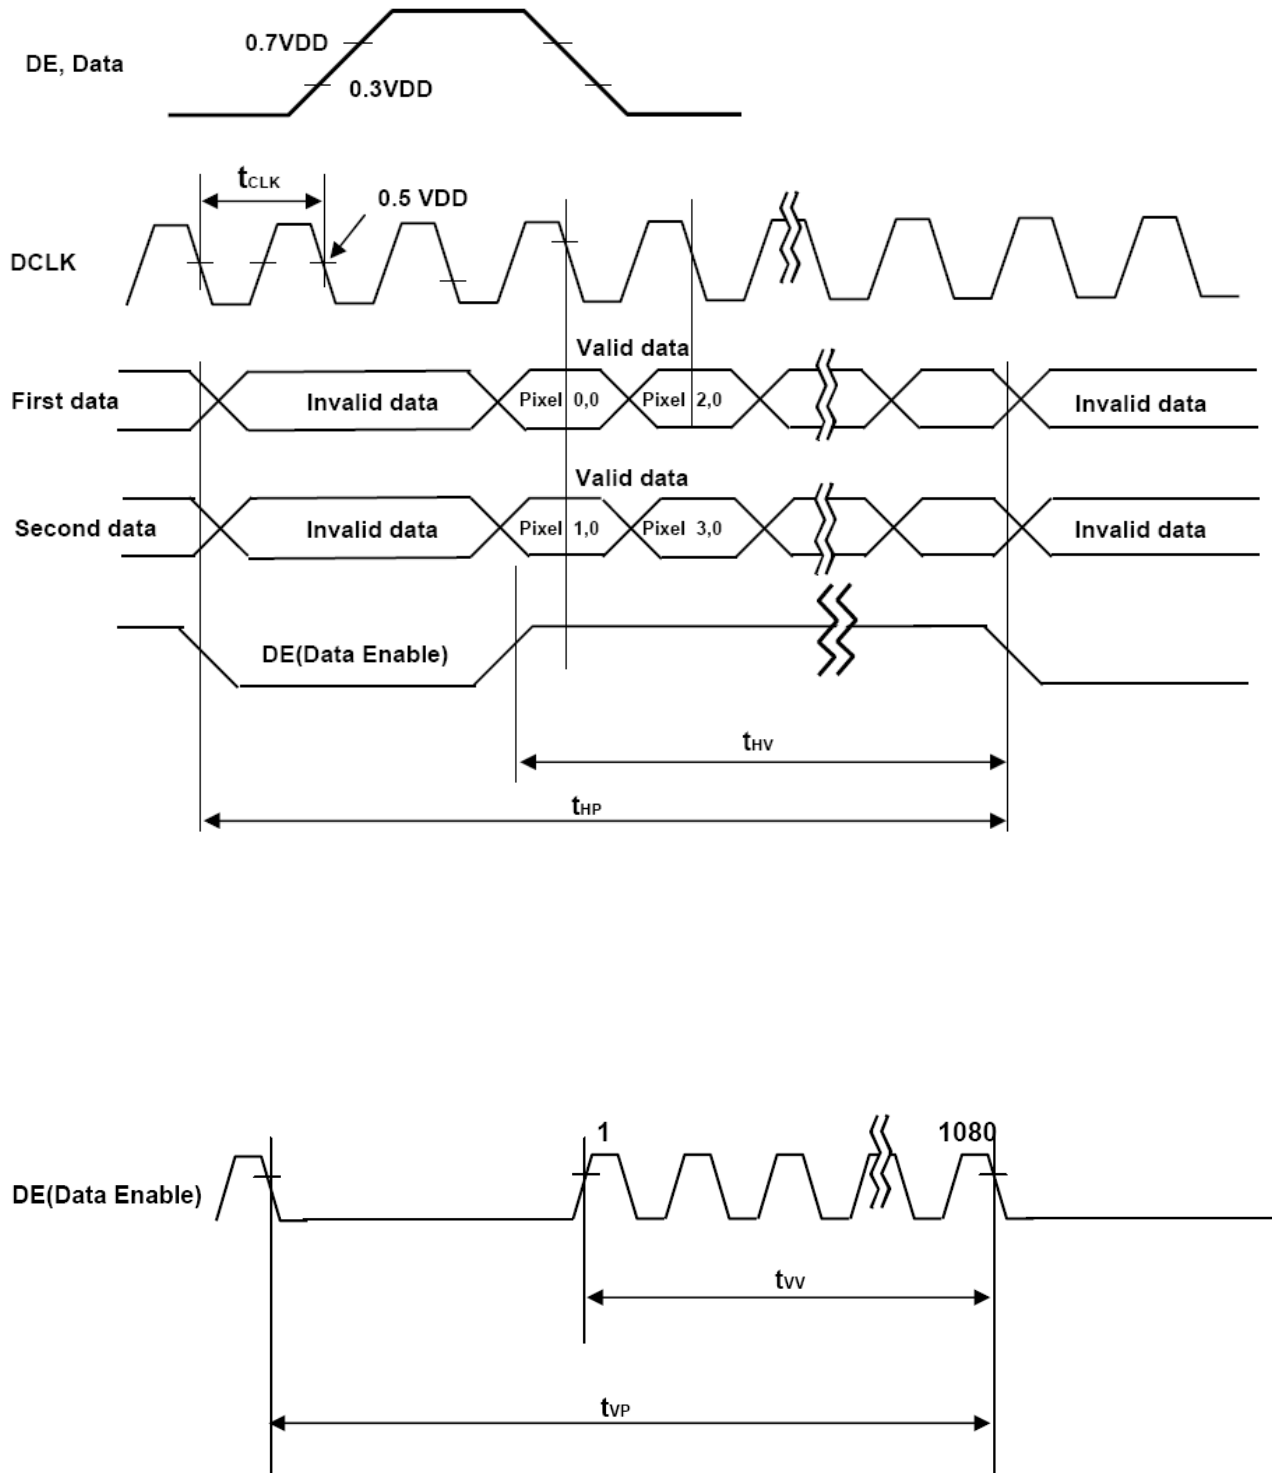 0.7VDD
DE, Data
0.3VDD
tCLK
0.5 VDD
DCLK
Valid data
First data
Invalid data
Pixel 0,0
Pixel 2,0
Invalid data
Valid data
Second data
Invalid data
Pixel 1,0
Pixel 3,0
Invalid data
DE(Data Enable)
tHV
tHP
1
1080
DE(Data Enable)
tVV
tVP